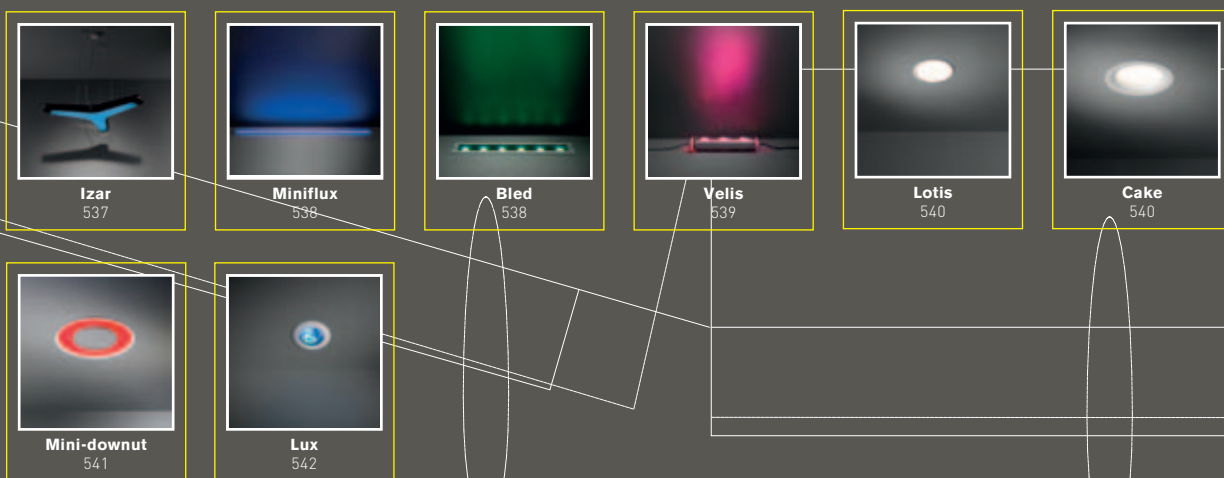 Izar
537
Miniflux
538
Bled
538
Velis
539
Lotis
540
Cake
540
Mini-downut
541
Lux
542